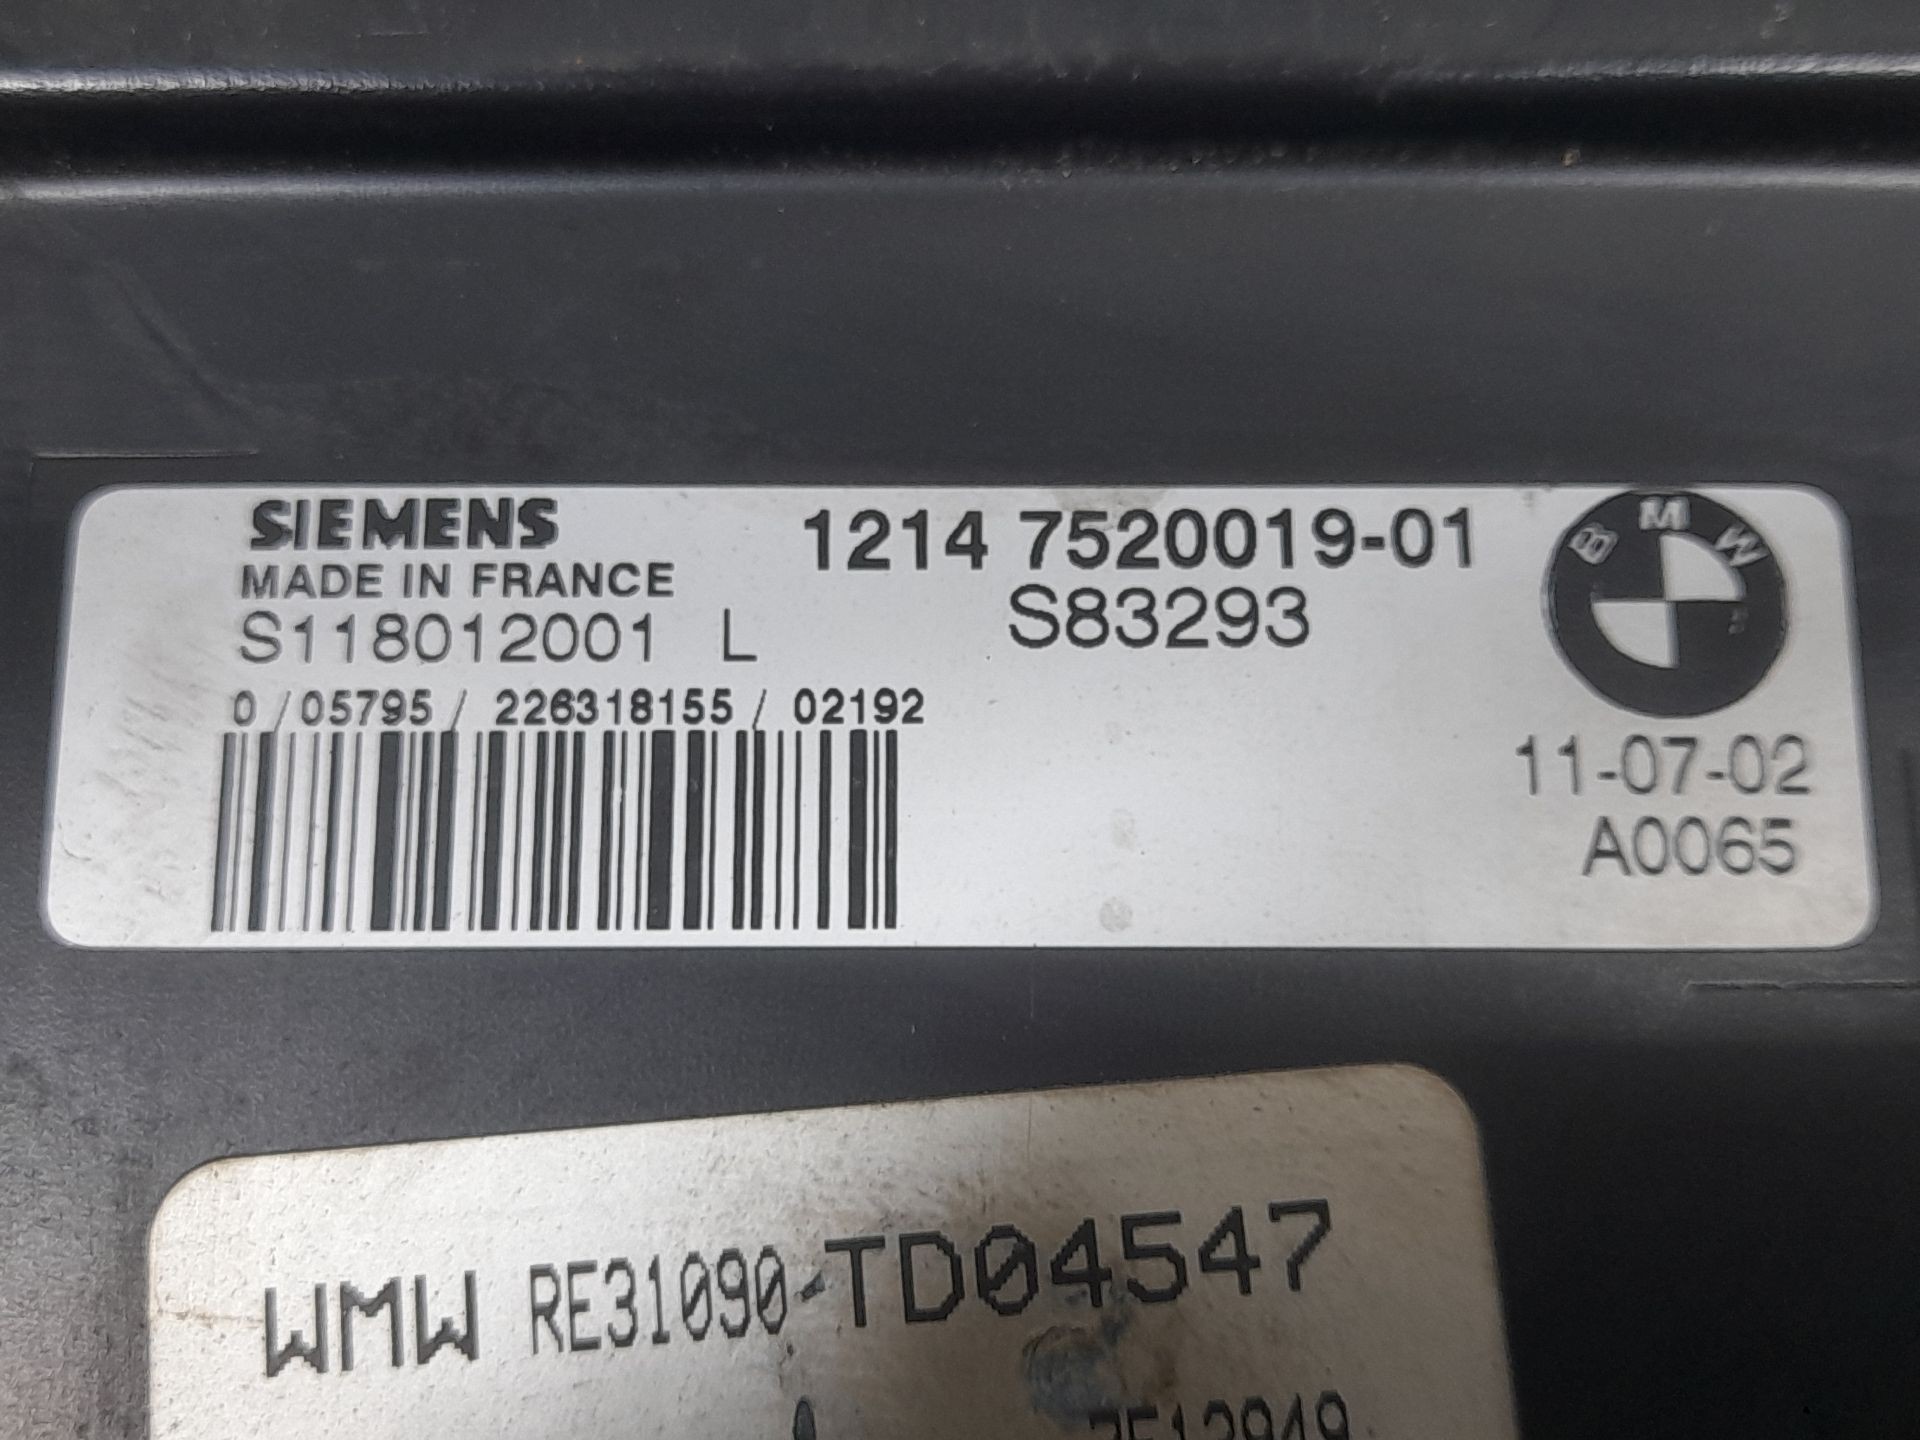 SIEMENS 1214 7520019-01
BMW
MADE IN FRANCE
S118012001 L S83293
0/05795/226318155/02192
11-07-02
A0065
WMW RE31090-TD04547